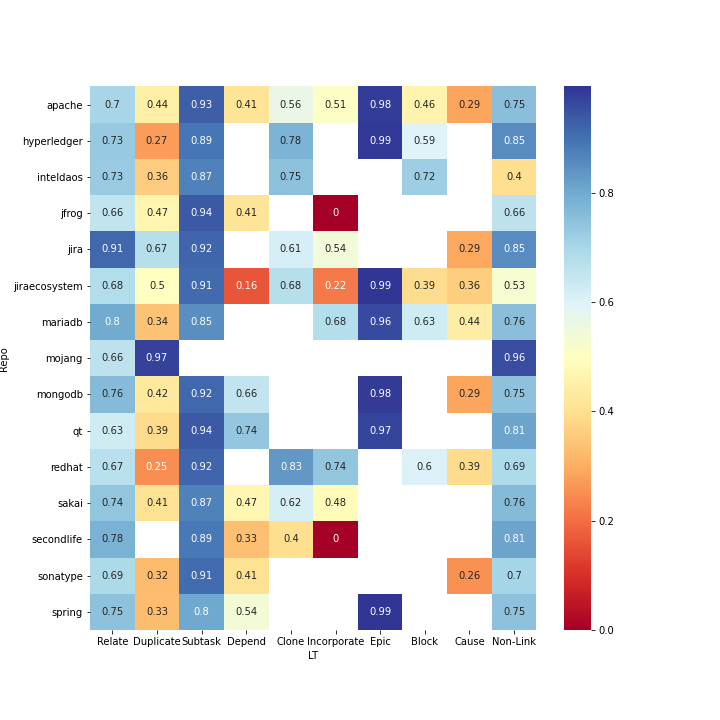 apache 0.7 0.44 0.93 0.41 0.56 0.51 0.98 0.46 0.29 0.75
hyperledger 0.73 0.27 0.89 0.78 0.99 0.59 0.85
inteldaos 0.73 0.36 0.87 0.75 0.72 0.4
jfrog 0.66 0.47 0.94 0.41 0 0.66
jira 0.91 0.67 0.92 0.61 0.54 0.29 0.85
jiraecosystem 0.68 0.5 0.91 0.16 0.68 0.22 0.99 0.39 0.36 0.53
mariadb 0.8 0.34 0.85 0.68 0.96 0.63 0.44 0.76
mojang 0.66 0.97 0.96
mongodb 0.76 0.42 0.92 0.66 0.98 0.29 0.75
qt 0.63 0.39 0.94 0.74 0.97 0.81
redhat 0.67 0.25 0.92 0.83 0.74 0.6 0.39 0.69
sakai 0.74 0.41 0.87 0.47 0.62 0.48 0.76
secondlife 0.78 0.89 0.33 0.4 0 0.81
sonatype 0.69 0.32 0.91 0.41 0.26 0.7
spring 0.75 0.33 0.8 0.54 0.99 0.75
Relate Duplicate Subtask Depend Clone Incorporate Epic Block Cause Non-Link
LT
Repo
0.8
0.6
0.4
0.2
0.0